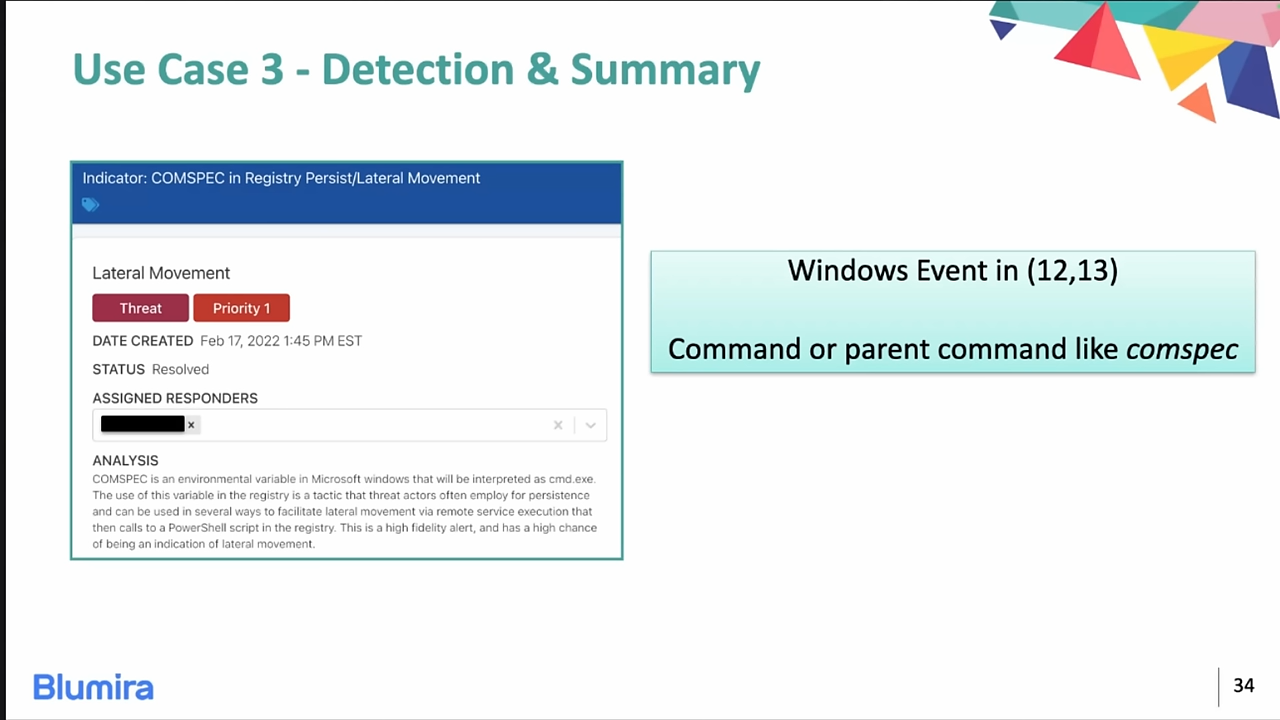 Use Case 3 - Detection & Summary
Indicator: COMSPEC in Registry Persist/Lateral Movement
Lateral Movement
Threat
Priority 1
DATE CREATED Feb 17, 2022 1:45 PM EST
STATUS Resolved
ASSIGNED RESPONDERS
ANALYSIS
COMSPEC is an environmental variable in Microsoft windows that will be interpreted as cmd.exe.
The use of this variable in the registry is a tactic that threat actors often employ for persistence
and can be used in several ways to facilitate lateral movement via remote service execution that
then calls to a PowerShell script in the registry. This is a high fidelity alert, and has a high chance
of being an indication of lateral movement.
Windows Event in (12,13)
Command or parent command like comspec
Blumira
34